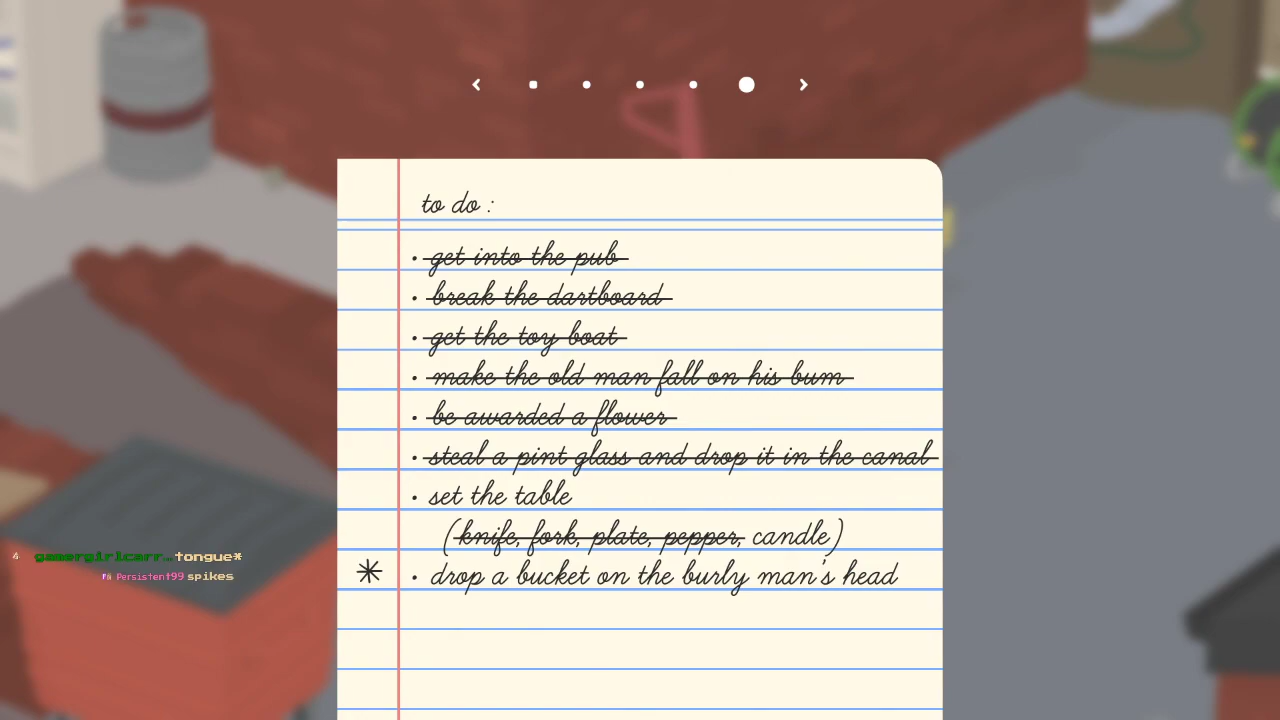 to do :
• get into the pub
• break the dartboard
• get the toy boat
• make the old man fall on his bum
• be awarded a flower
• steal a pint glass and drop it in the canal
• set the table
(knife, fork, plate, pepper, candle)
• drop a bucket on the burly man's head
4 gamergirlcarr… tongue*
Persistent99 spikes